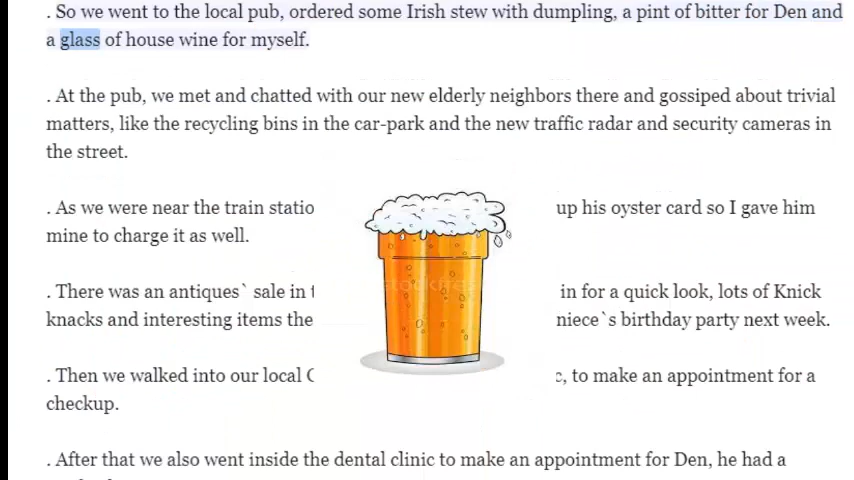 . So we went to the local pub, ordered some Irish stew with dumpling, a pint of bitter for Den and
a glass of house wine for myself.
. At the pub, we met and chatted with our new elderly neighbors there and gossiped about trivial
matters, like the recycling bins in the car-park and the new traffic radar and security cameras in
the street.
. As we were near the train statio up his oyster card so I gave him
mine to charge it as well.
. There was an antiques` sale in in for a quick look, lots of Knick
knacks and interesting items the niece`s birthday party next week.
. Then we walked into our local to make an appointment for a
checkup.
. After that we also went inside the dental clinic to make an appointment for Den, he had a